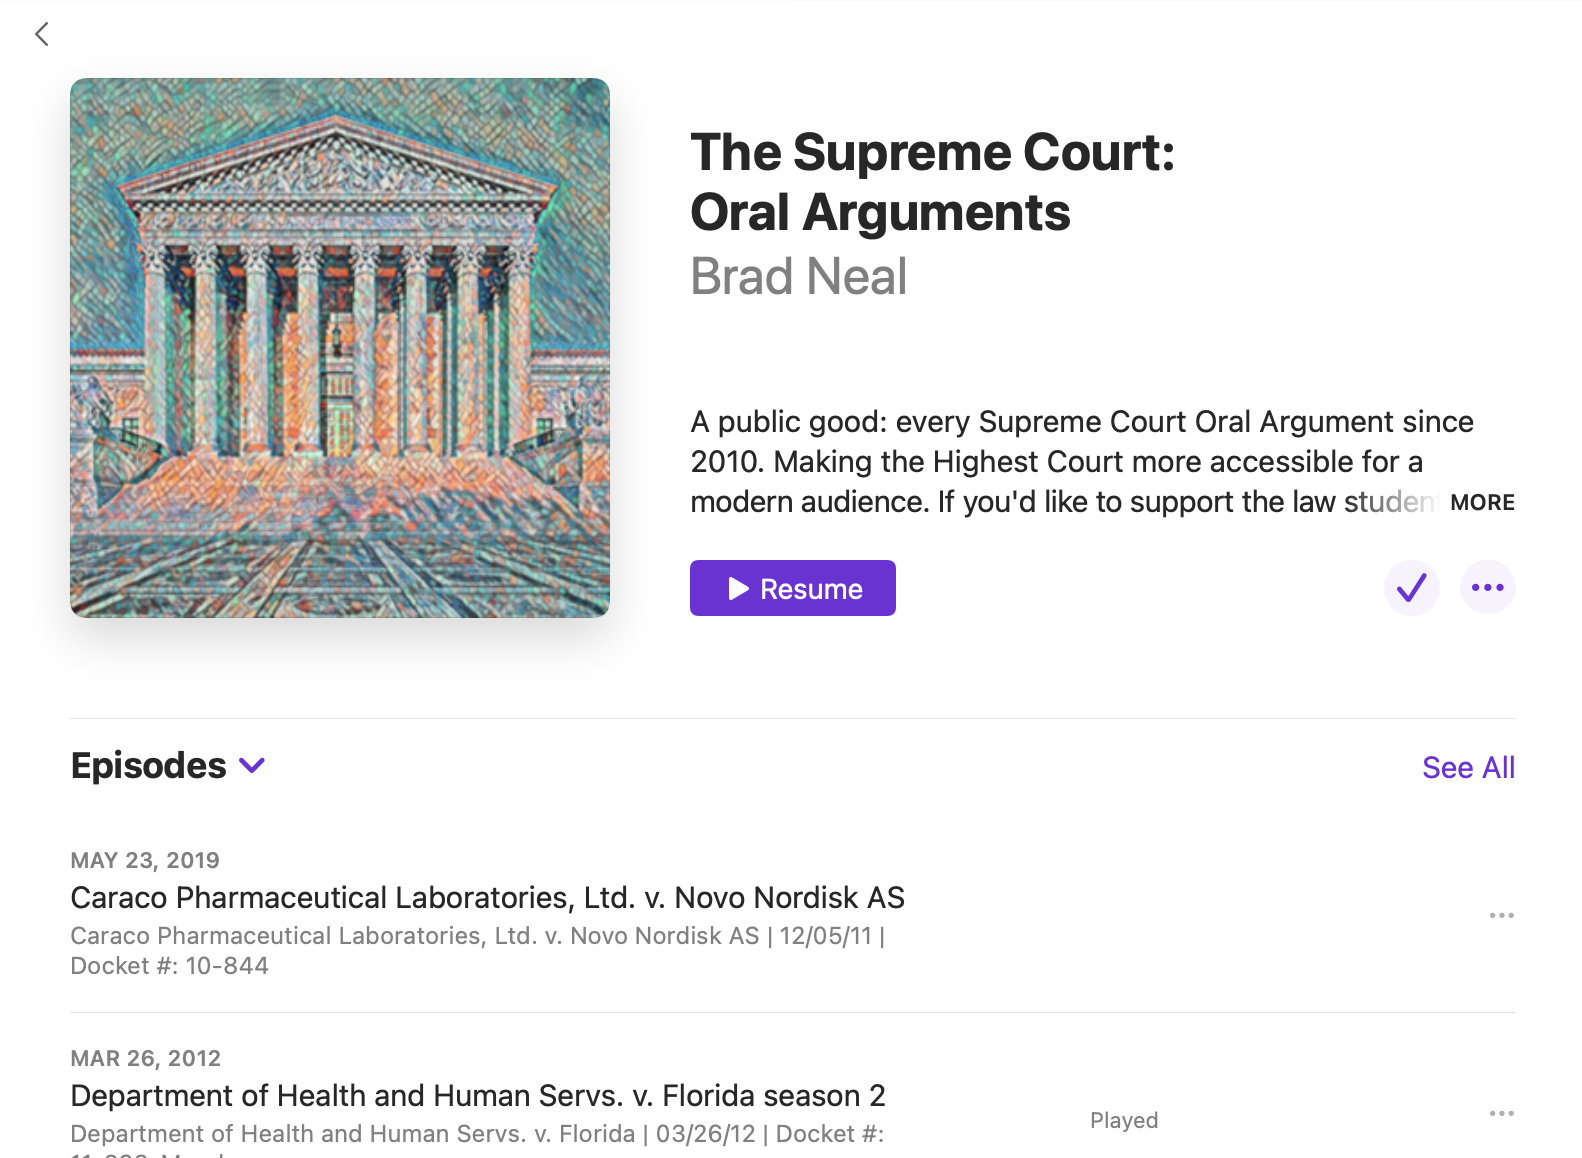 The Supreme Court:
Oral Arguments
Brad Neal
A public good: every Supreme Court Oral Argument since
2010. Making the Highest Court more accessible for a
modern audience. If you'd like to support the law studen MORE
Resume
Episodes
See All
MAY 23, 2019
Caraco Pharmaceutical Laboratories, Ltd. v. Novo Nordisk AS
Caraco Pharmaceutical Laboratories, Ltd. v. Novo Nordisk AS | 12/05/11 |
Docket #: 10-844
MAR 26, 2012
Department of Health and Human Servs. v. Florida season 2
Department of Health and Human Servs. v. Florida | 03/26/12 | Docket #:
Played